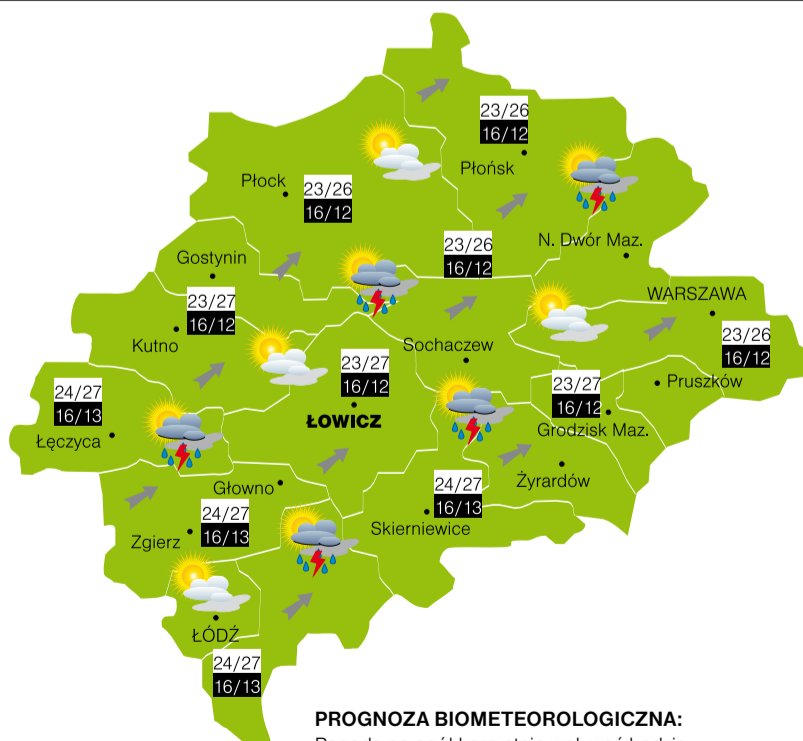 23/26
16/12
Płońsk
Płock
23/26
16/12
N. Dwór Maz.
23/26
16/12
Gostynin
WARSZAWA
23/27
16/12
Kutno
Sochaczew
23/26
16/12
23/27
16/12
ŁOWICZ
23/27
16/12
Pruszków
24/27
16/13
Łęczyca
Grodzisk Maz.
Głowno
Żyrardów
24/27
16/13
Skierniewice
24/27
16/13
Zgierz
ŁÓDŹ
24/27
16/13
PROGNOZA BIOMETEOROLOGICZNA: